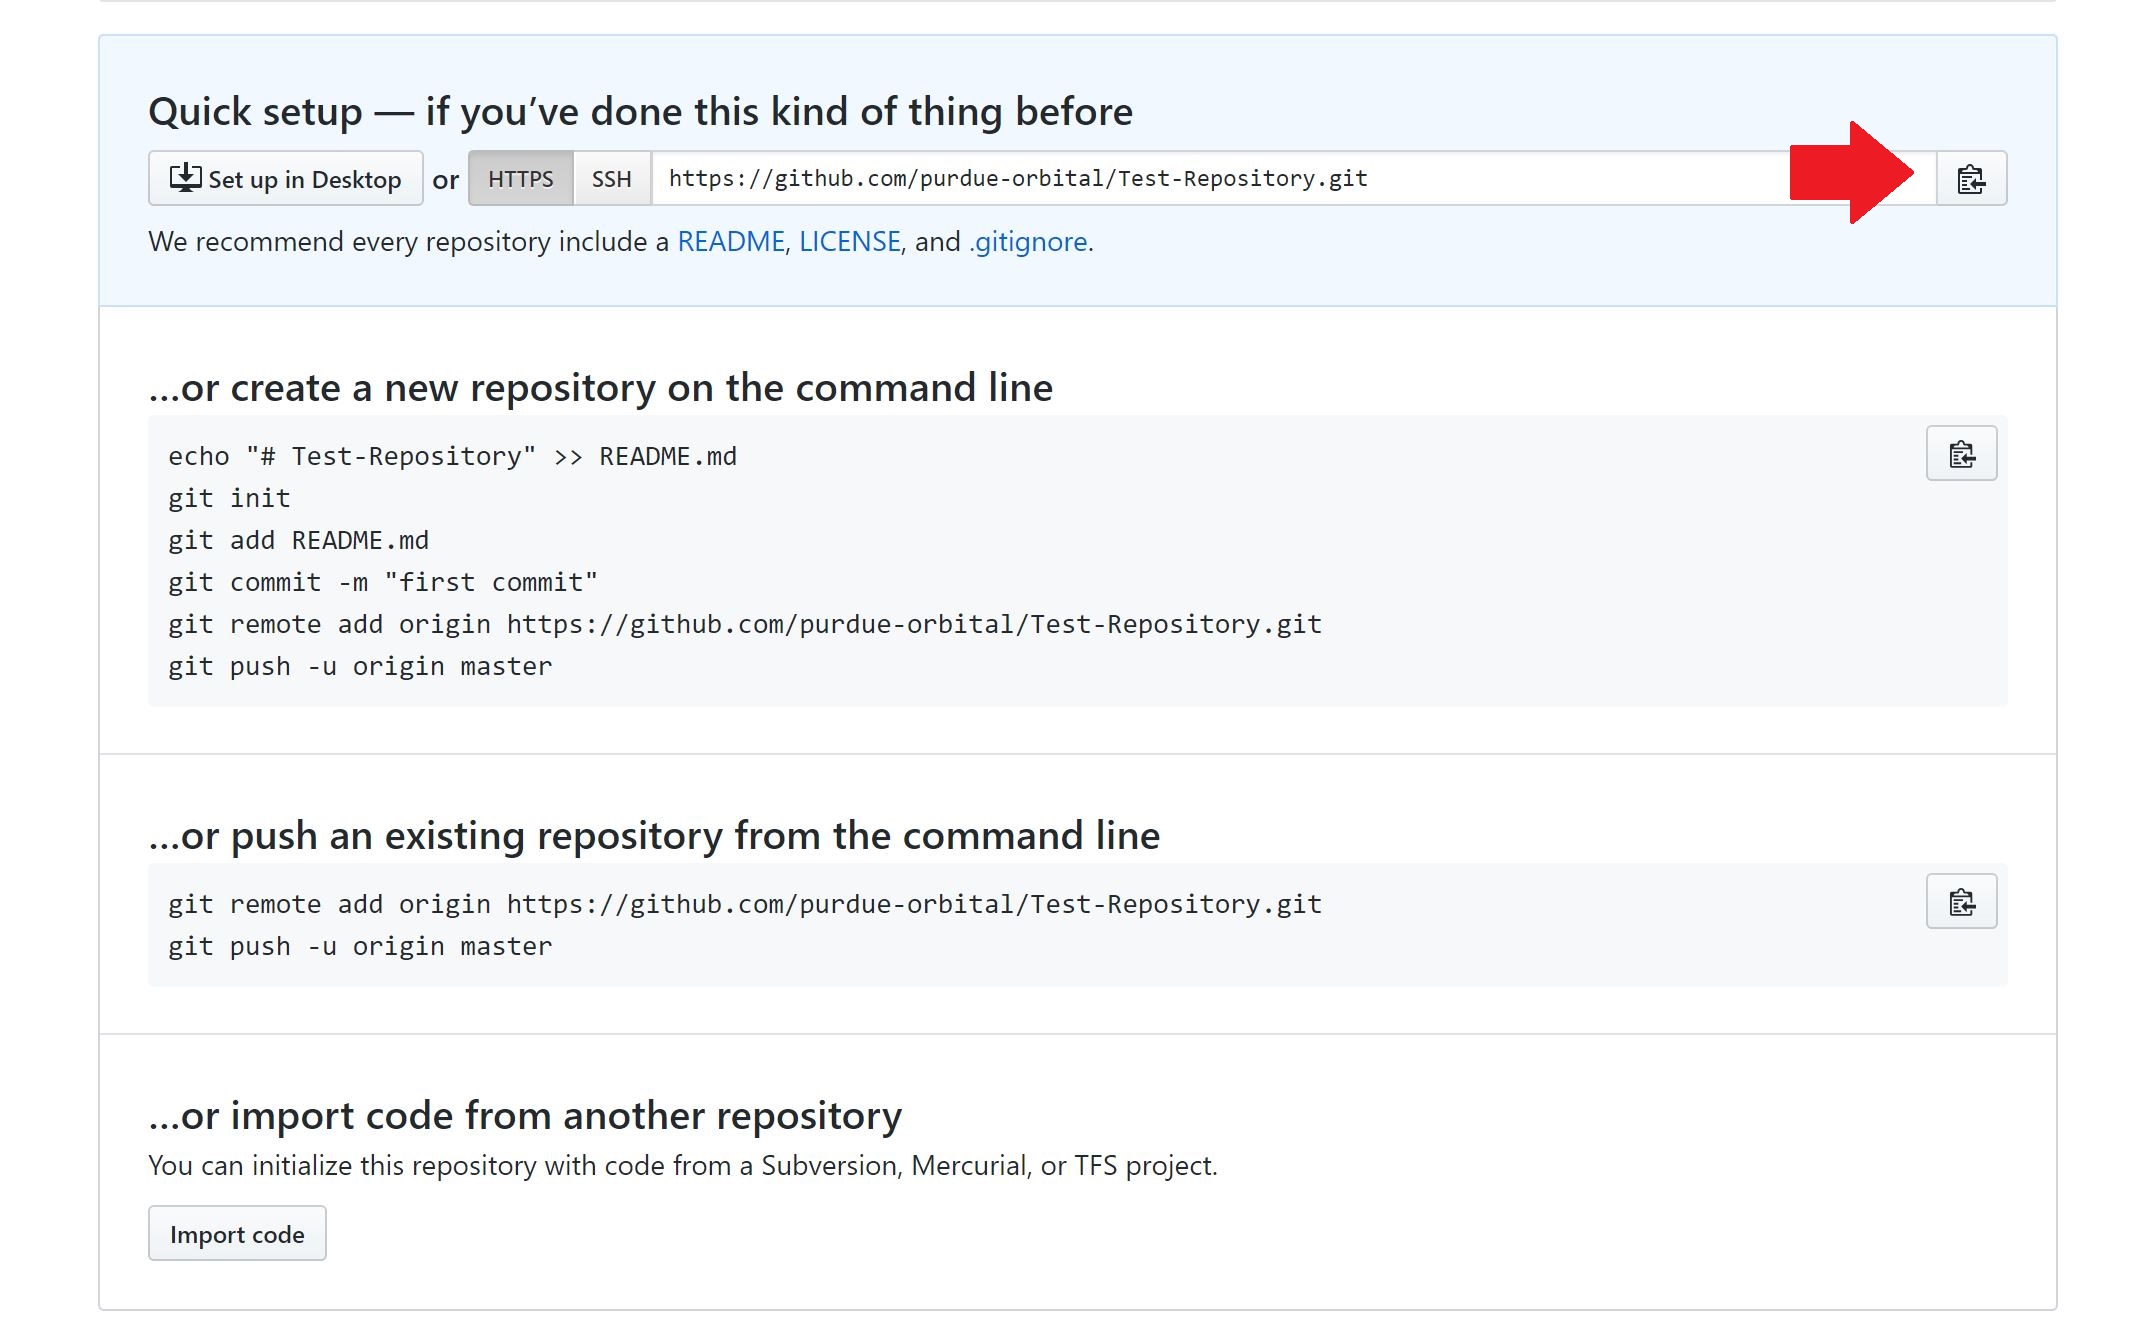 Quick setup — if you’ve done this kind of thing before
Set up in Desktop or HTTPS SSH https://github.com/purdue-orbital/Test-Repository.git
We recommend every repository include a README, LICENSE, and .gitignore.
…or create a new repository on the command line
echo "# Test-Repository" >> README.md
git init
git add README.md
git commit -m "first commit"
git remote add origin https://github.com/purdue-orbital/Test-Repository.git
git push -u origin master
…or push an existing repository from the command line
git remote add origin https://github.com/purdue-orbital/Test-Repository.git
git push -u origin master
…or import code from another repository
You can initialize this repository with code from a Subversion, Mercurial, or TFS project.
Import code